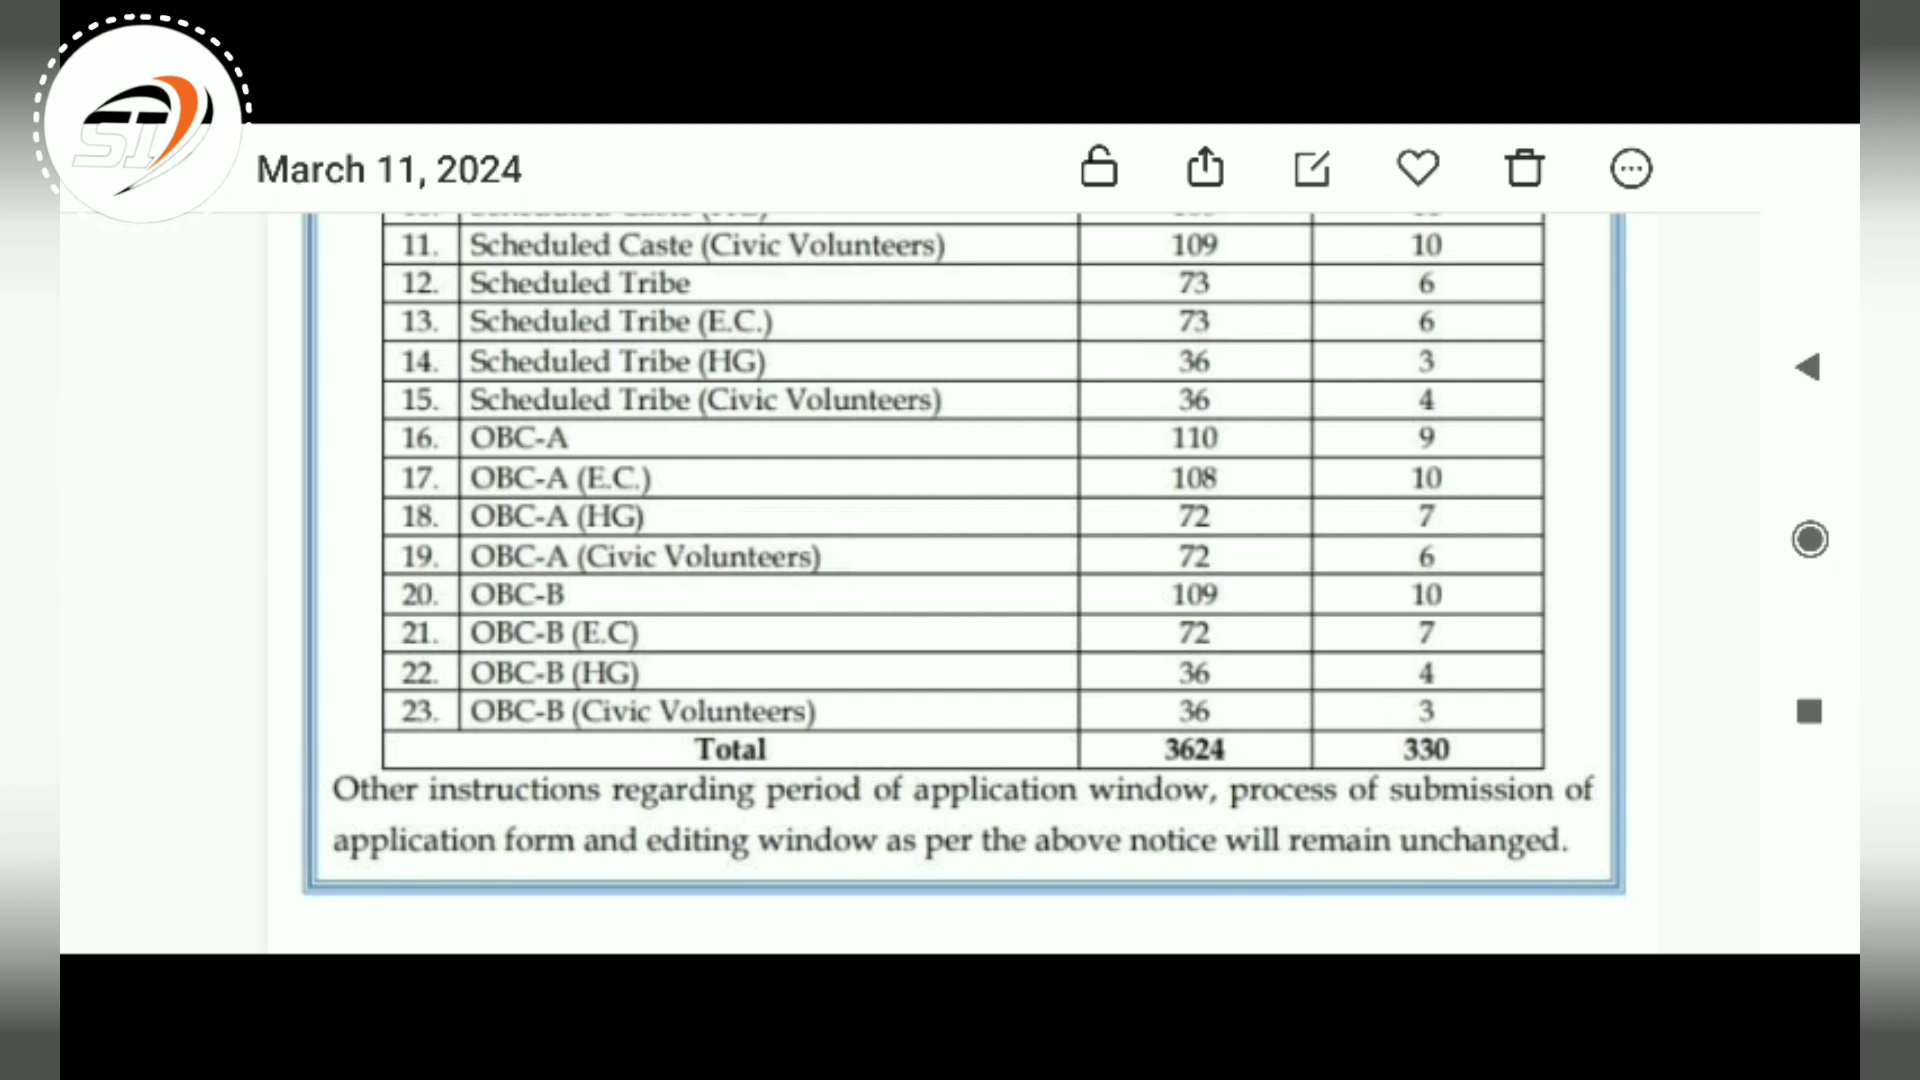 SI
March 11, 2024
11. Scheduled Caste (Civic Volunteers) 109 10
12. Scheduled Tribe 73 6
13. Scheduled Tribe (E.C.) 73 6
14. Scheduled Tribe (HG) 36 3
15. Scheduled Tribe (Civic Volunteers) 36 4
16. OBC-A 110 9
17. OBC-A (E.C.) 108 10
18. OBC-A (HG) 72 7
19. OBC-A (Civic Volunteers) 72 6
20. OBC-B 109 10
21. OBC-B (E.C) 72 7
22. OBC-B (HG) 36 4
23. OBC-B (Civic Volunteers) 36 3
Total 3624 330
Other instructions regarding period of application window, process of submission of
application form and editing window as per the above notice will remain unchanged.